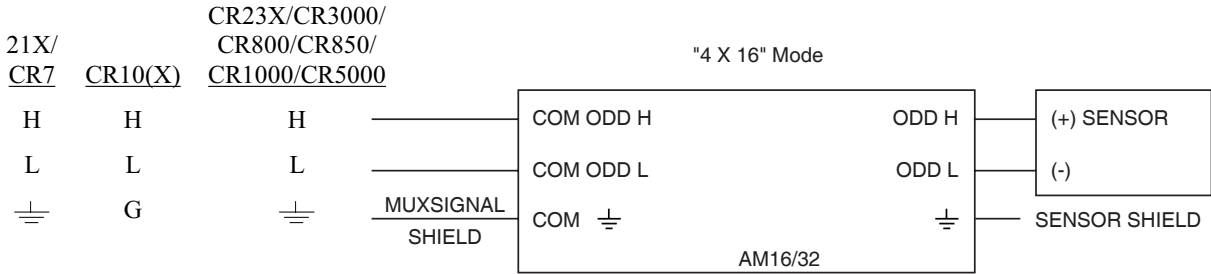 CR23X/CR3000/
21X/ CR800/CR850/
CR7 CR10(X) CR1000/CR5000
"4 X 16" Mode
H H H COM ODD H ODD H (+) SENSOR
L L L COM ODD L ODD L (-)
G MUXSIGNAL SHIELD COM SENSOR SHIELD
AM16/32